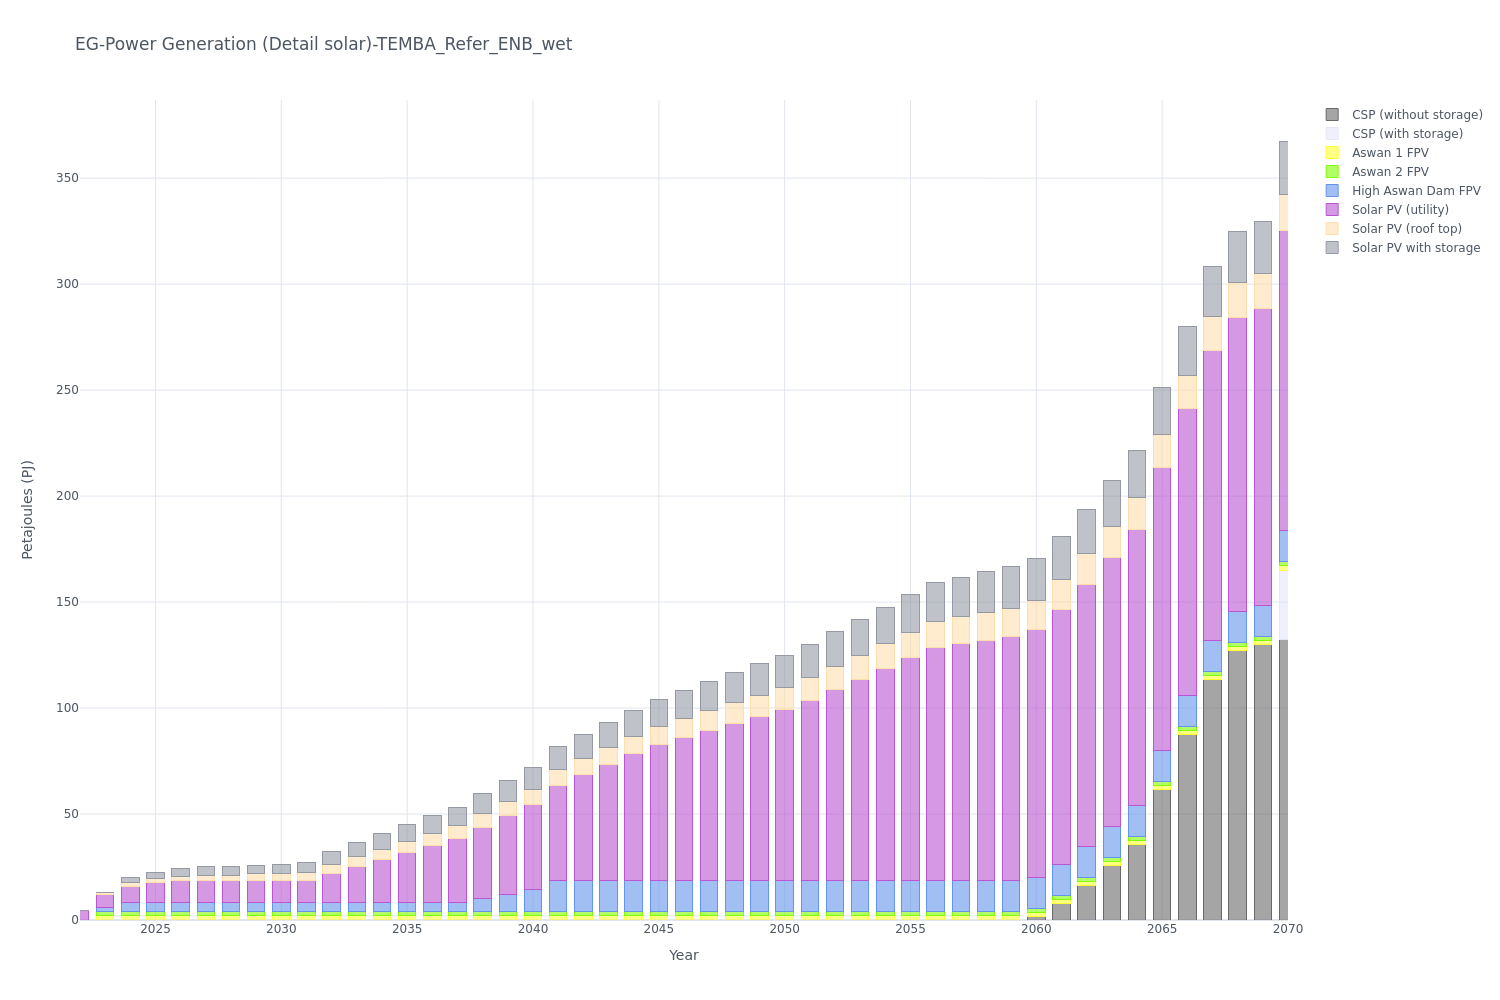 EG-Power Generation (Detail solar)-TEMBA_Refer_ENB_wet
CSP (without storage)
CSP (with storage)
Aswan 1 FPV
Aswan 2 FPV
High Aswan Dam FPV
Solar PV (utility)
Solar PV (roof top)
Solar PV with storage
Petajoules (PJ)
350
300
250
200
150
100
50
0
2025 2030 2035 2040 2045 2050 2055 2060 2065 2070
Year